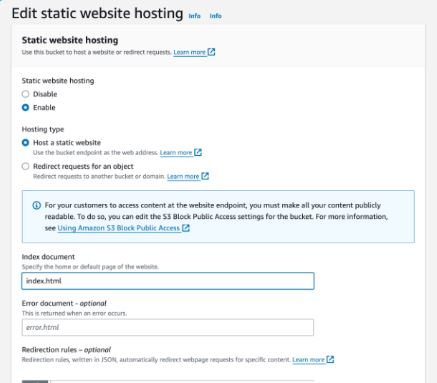 Edit static website hosting Info Info
Static website hosting
Use this bucket to host a website or redirect requests. Learn more
Static website hosting
Disable
Enable
Hosting type
Host a static website
Use the bucket endpoint as the web address. Learn more
Redirect requests for an object
Redirect requests to another bucket or domain. Learn more
For your customers to access content at the website endpoint, you must make all your content publicly
readable. To do so, you can edit the S3 Block Public Access settings for the bucket. For more information,
see Using Amazon S3 Block Public Access
Index document
Specify the home or default page of the website.
index.html
Error document - optional
This is returned when an error occurs.
error.html
Redirection rules – optional
Redirection rules, written in JSON, automatically redirect webpage requests for specific content. Learn more